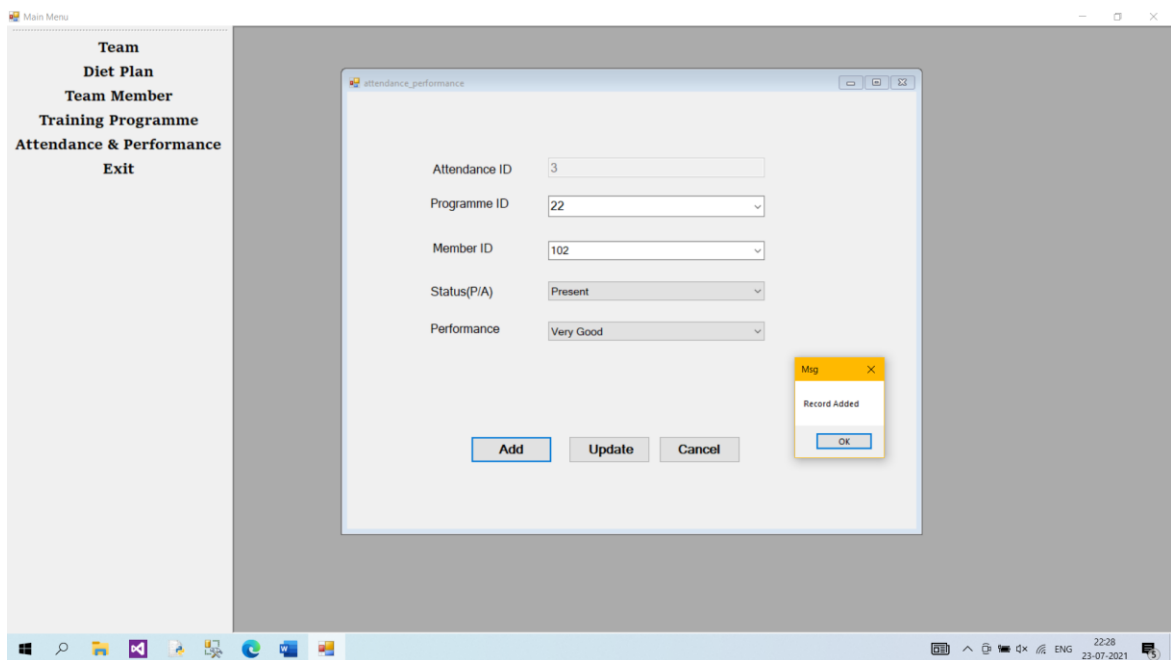 Main Menu
Team
Diet Plan
Team Member
Training Programme
Attendance & Performance
Exit
attendance_performance
Attendance ID 3
Programme ID 22
Member ID 102
Status(P/A) Present
Performance Very Good
Msg
Record Added
OK
Add Update Cancel
ENG
22:28
23-07-2021
5